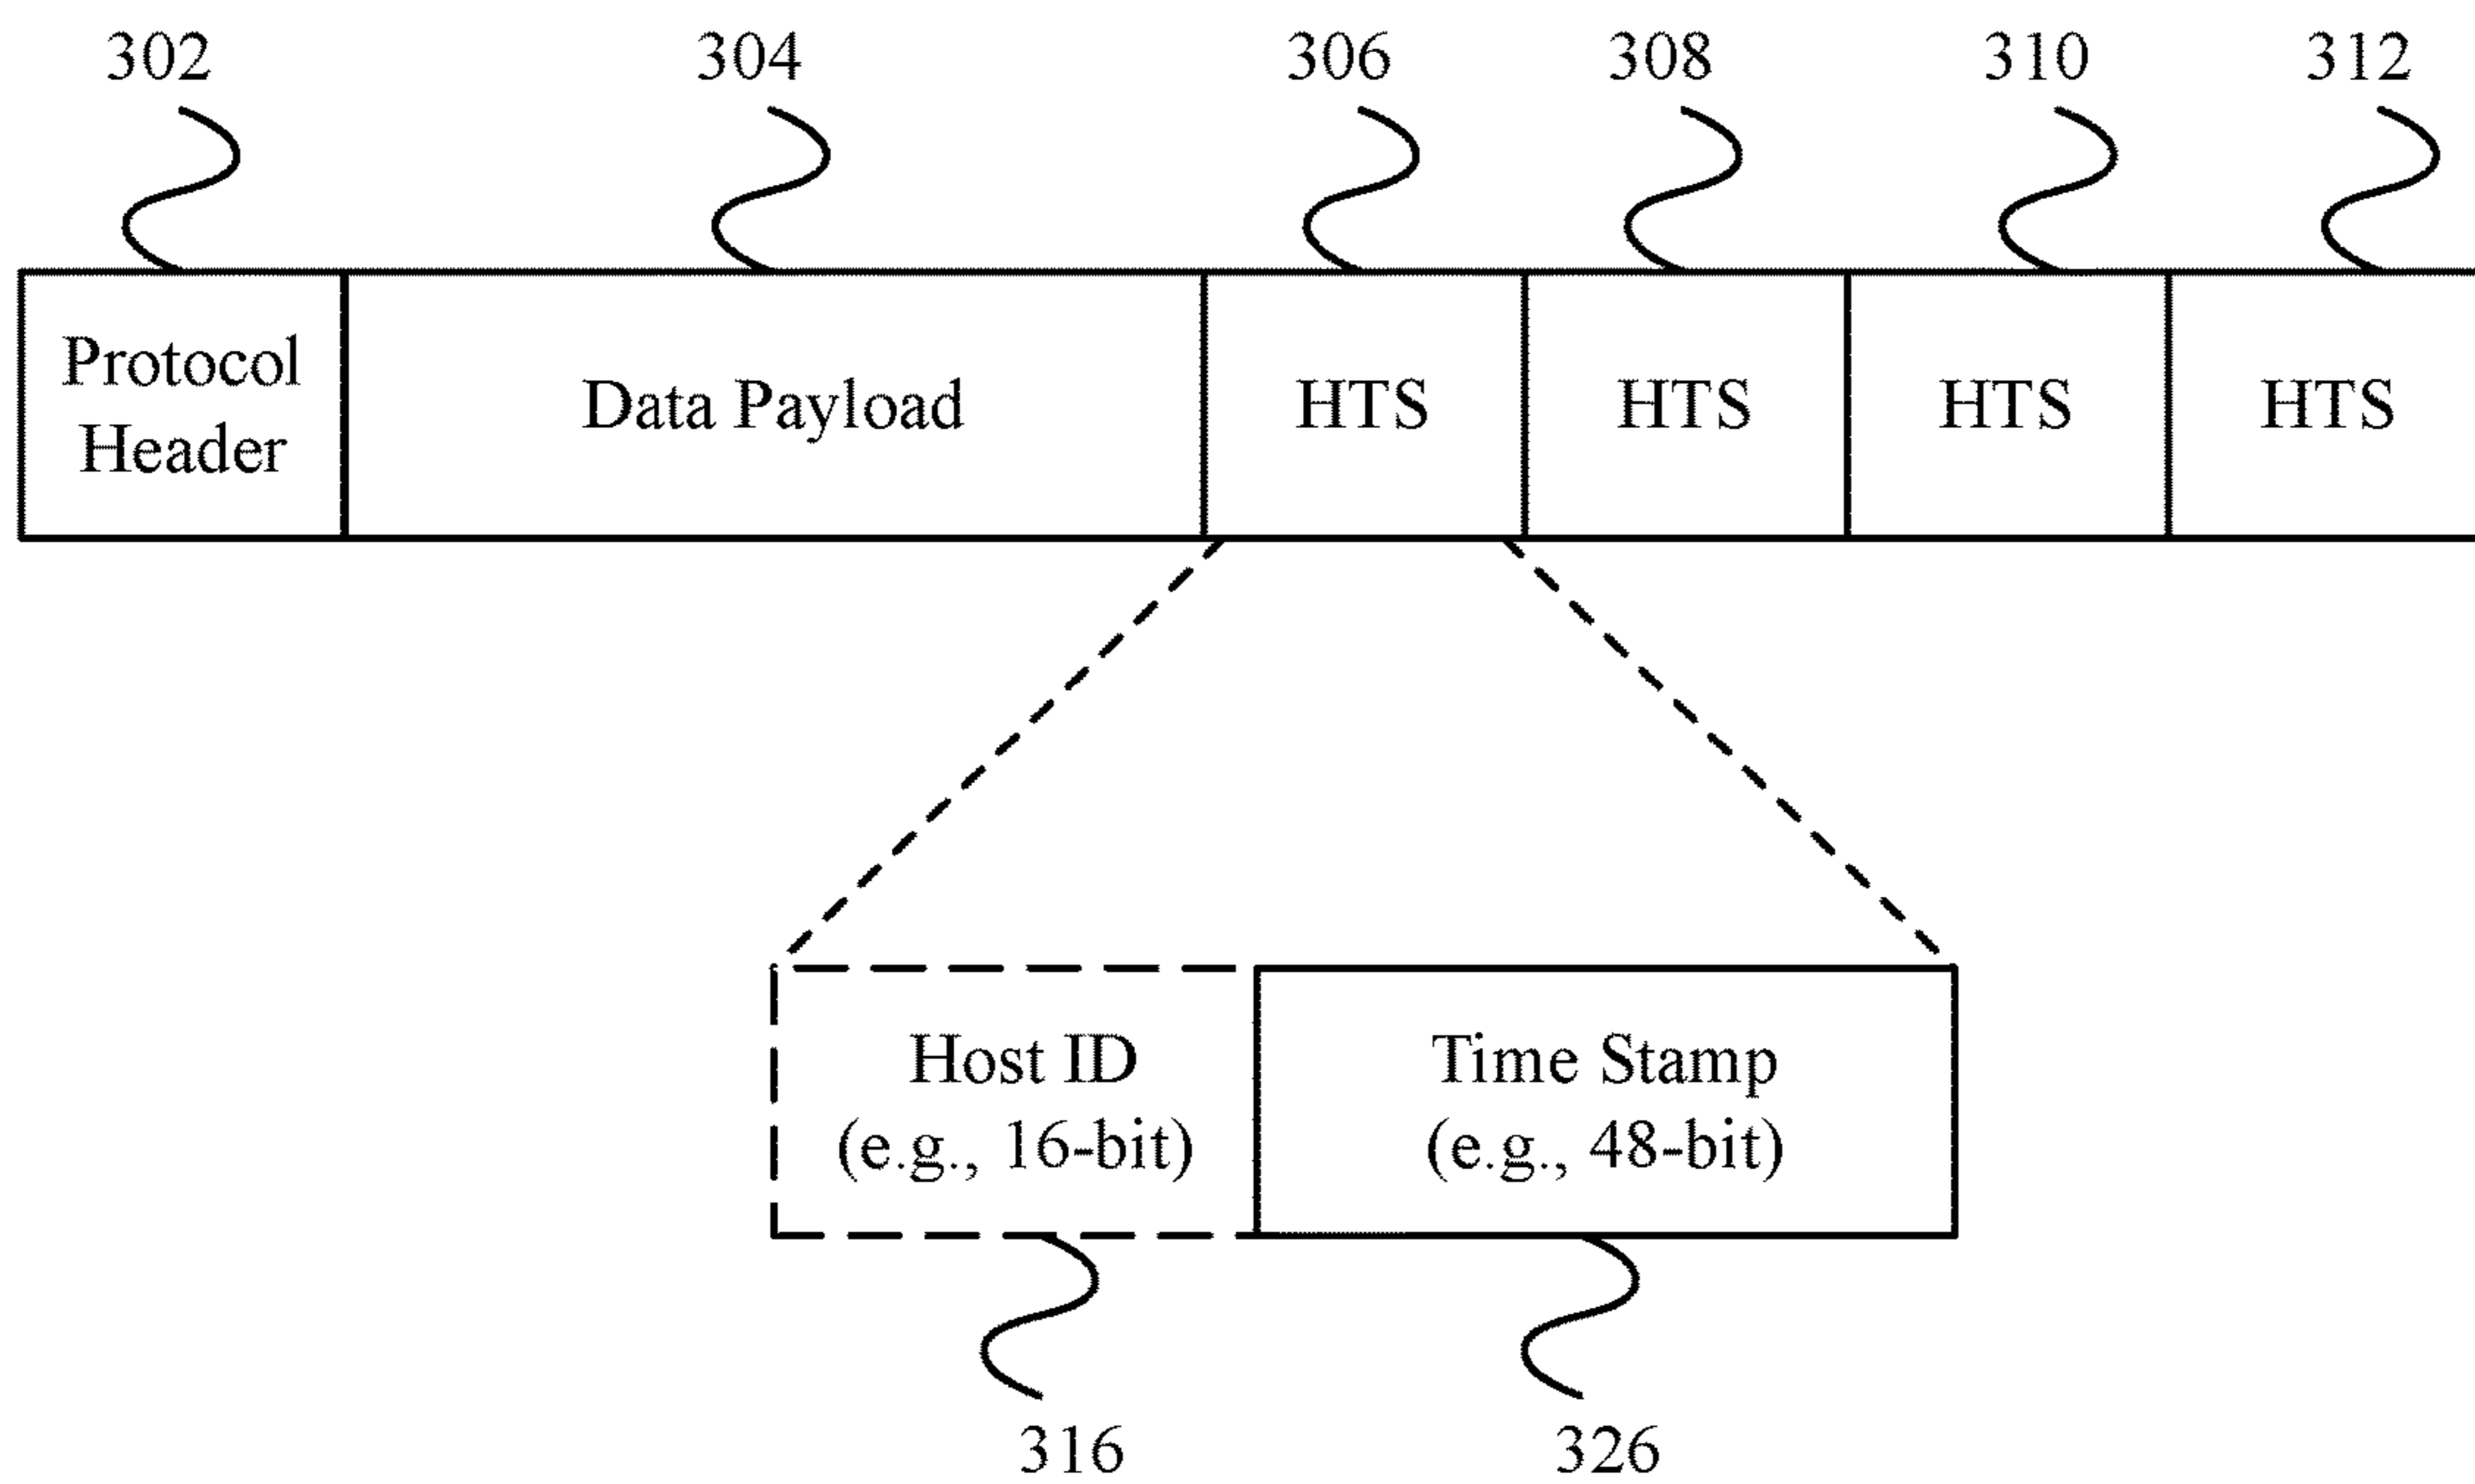 302 304 306 308 310 312
Protocol
Header
Data Payload
HTS
HTS
HTS
HTS
Host ID
(e.g., 16-bit)
Time Stamp
(e.g., 48-bit)
316 326